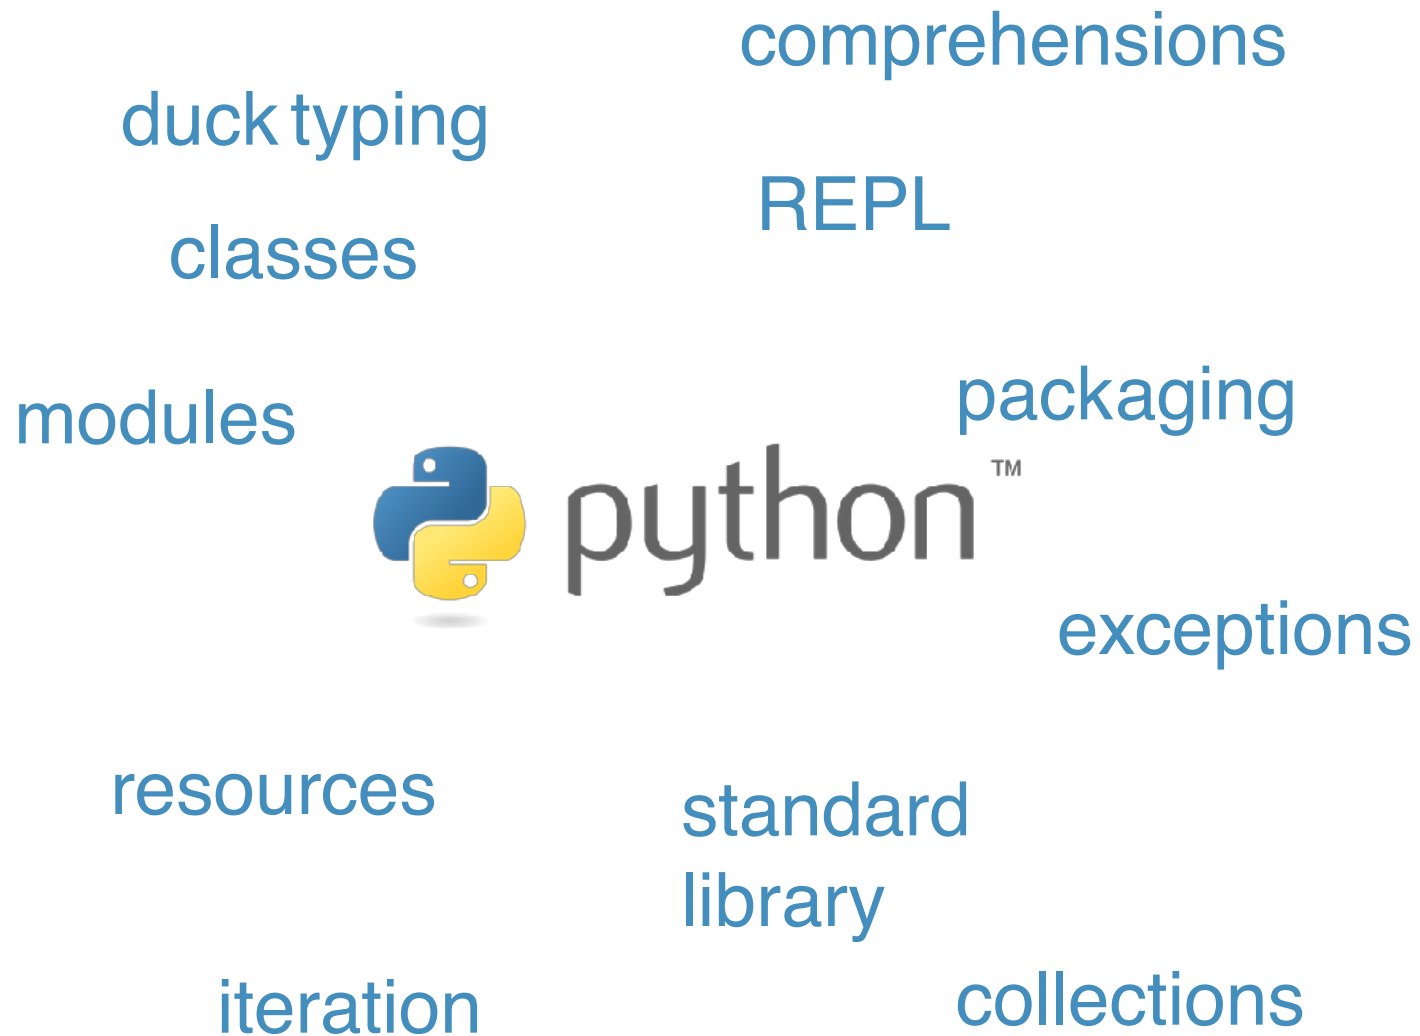 comprehensions
duck typing
REPL
classes
packaging
modules
python™
exceptions
resources
standard
library
collections
iteration